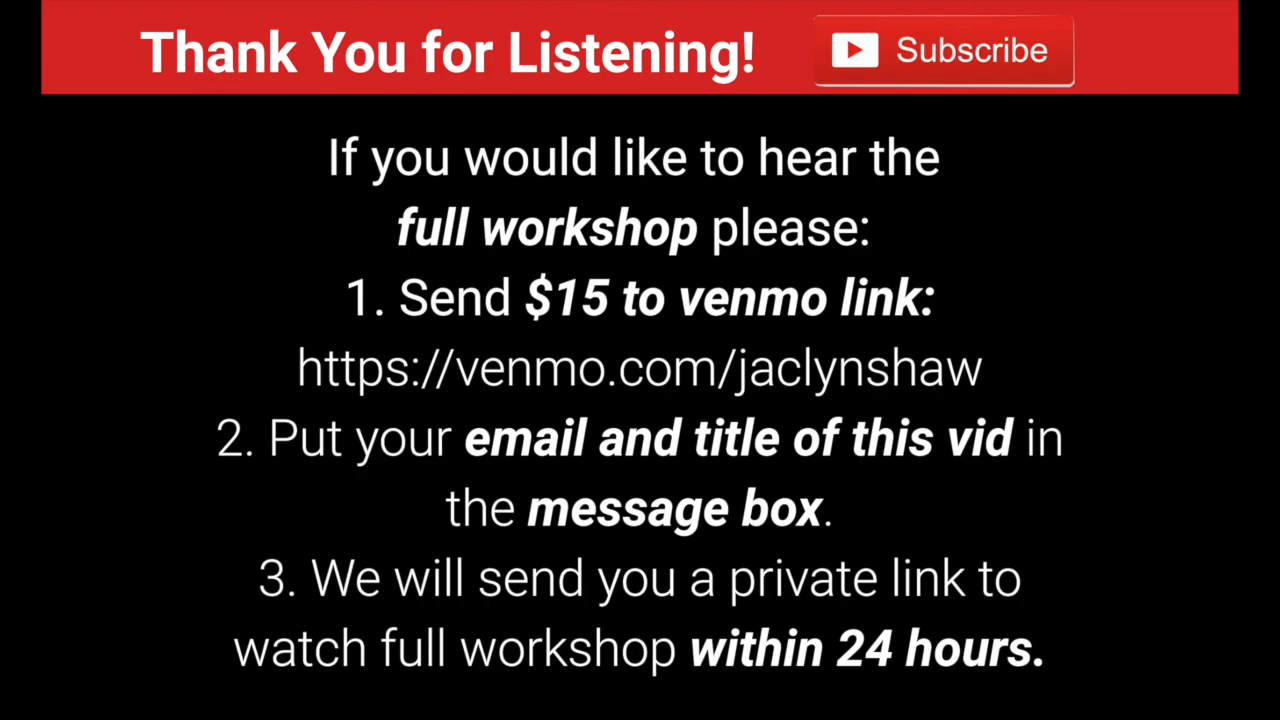 Thank You for Listening!
Subscribe
If you would like to hear the
full workshop please:
1. Send $15 to venmo link:
https://venmo.com/jaclynshaw
2. Put your email and title of this vid in
the message box.
3. We will send you a private link to
watch full workshop within 24 hours.